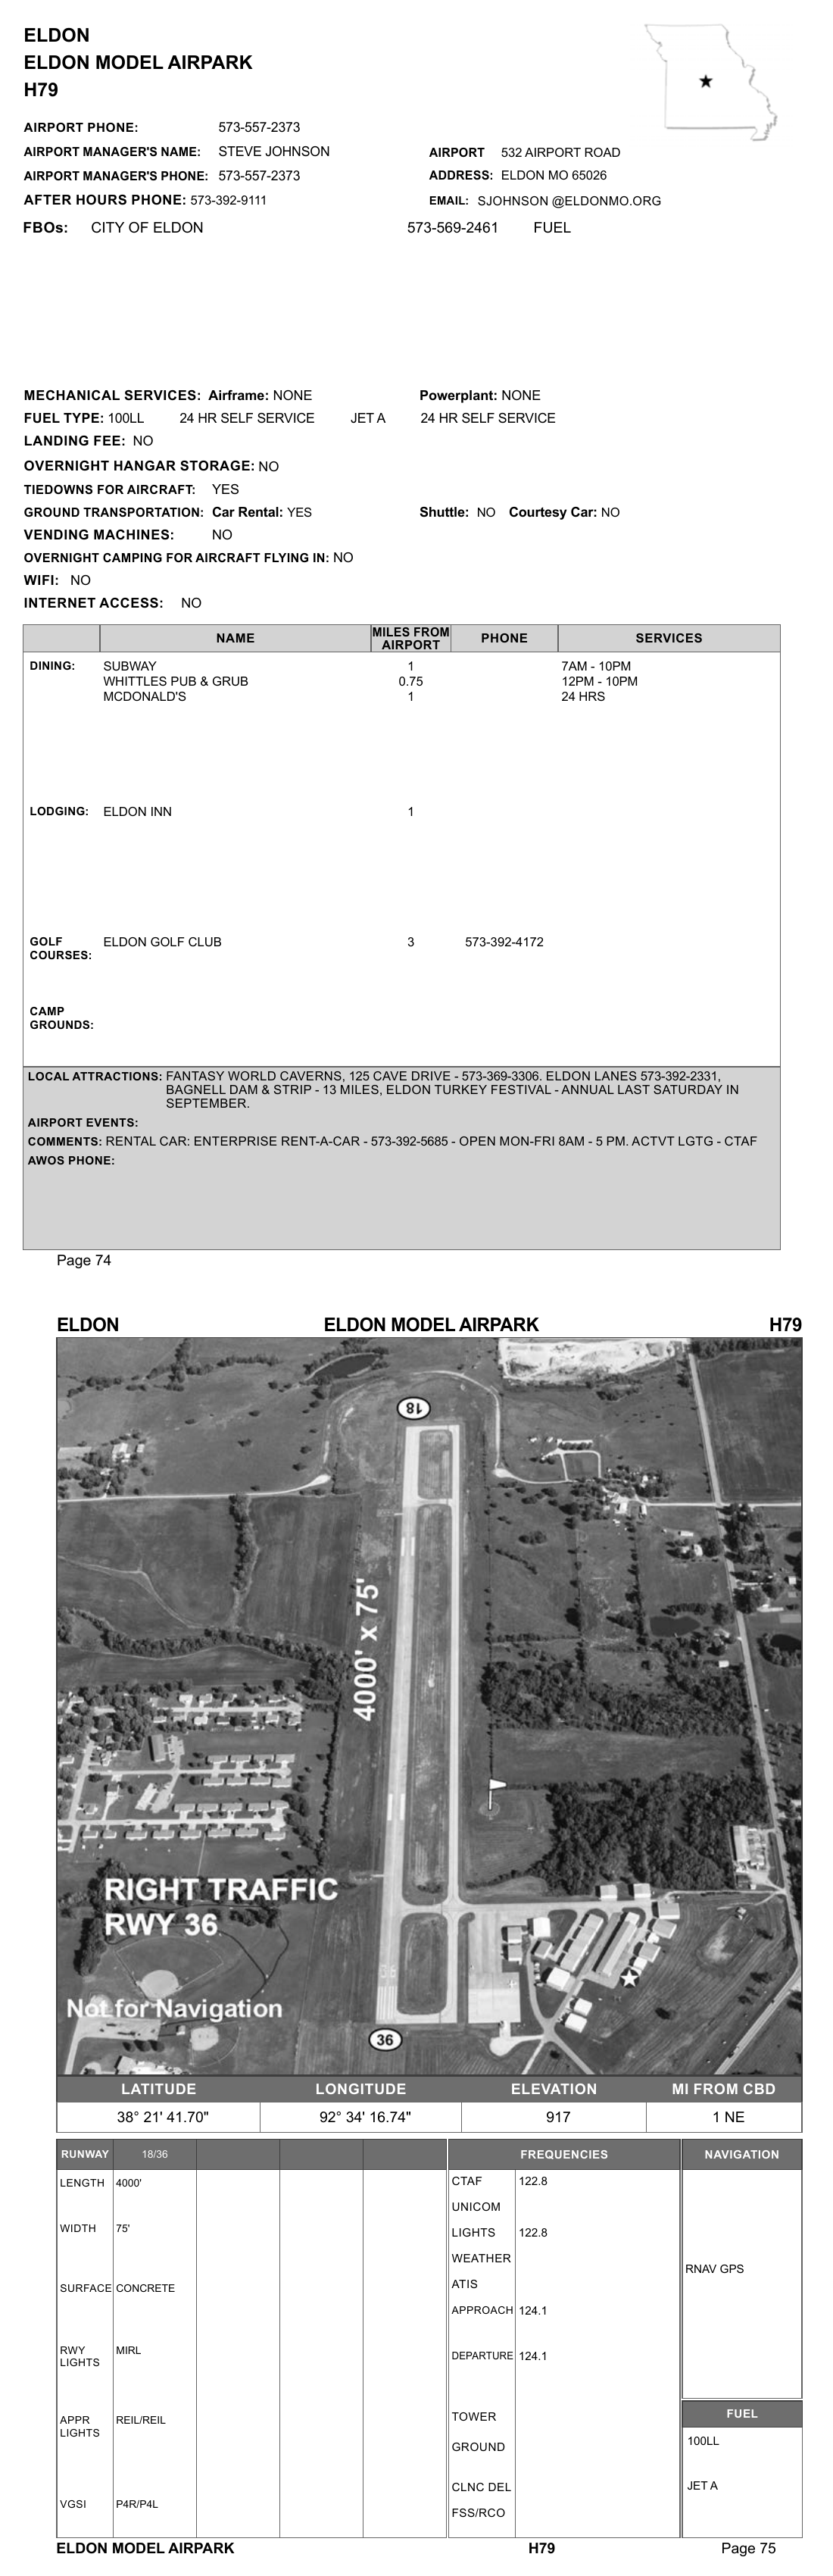 ELDON
ELDON MODEL AIRPARK
H79
AIRPORT PHONE: 573-557-2373
AIRPORT MANAGER'S NAME: STEVE JOHNSON AIRPORT 532 AIRPORT ROAD
AIRPORT MANAGER'S PHONE: 573-557-2373 ADDRESS: ELDON MO 65026
AFTER HOURS PHONE: 573-392-9111 EMAIL: SJOHNSON @ELDONMO.ORG
FBOs: CITY OF ELDON 573-569-2461 FUEL
MECHANICAL SERVICES: Airframe: NONE Powerplant: NONE
FUEL TYPE: 100LL 24 HR SELF SERVICE JET A 24 HR SELF SERVICE
LANDING FEE: NO
OVERNIGHT HANGAR STORAGE: NO
TIEDOWNS FOR AIRCRAFT: YES
GROUND TRANSPORTATION: Car Rental: YES Shuttle: NO Courtesy Car: NO
VENDING MACHINES: NO
OVERNIGHT CAMPING FOR AIRCRAFT FLYING IN: NO
WIFI: NO
INTERNET ACCESS: NO
NAME MILES FROM AIRPORT PHONE SERVICES
DINING: SUBWAY 1 7AM - 10PM
WHITTLES PUB & GRUB 0.75 12PM - 10PM
MCDONALD'S 1 24 HRS
LODGING: ELDON INN 1
GOLF COURSES: ELDON GOLF CLUB 3 573-392-4172
CAMP GROUNDS:
LOCAL ATTRACTIONS: FANTASY WORLD CAVERNS, 125 CAVE DRIVE - 573-369-3306. ELDON LANES 573-392-2331,
BAGNELL DAM & STRIP - 13 MILES, ELDON TURKEY FESTIVAL - ANNUAL LAST SATURDAY IN
SEPTEMBER.
AIRPORT EVENTS:
COMMENTS: RENTAL CAR: ENTERPRISE RENT-A-CAR - 573-392-5685 - OPEN MON-FRI 8AM - 5 PM. ACTVT LGTG - CTAF
AWOS PHONE:
Page 74
ELDON ELDON MODEL AIRPARK H79
18
4000' x 75'
RIGHT TRAFFIC
RWY 36
36
Not for Navigation
36
LATITUDE LONGITUDE ELEVATION MI FROM CBD
38° 21' 41.70" 92° 34' 16.74" 917 1 NE
RUNWAY 18/36
LENGTH 4000'
WIDTH 75'
SURFACE CONCRETE
RWY LIGHTS MIRL
APPR LIGHTS REIL/REIL
VGSI P4R/P4L
FREQUENCIES
CTAF 122.8
UNICOM
LIGHTS 122.8
WEATHER
ATIS
APPROACH 124.1
DEPARTURE 124.1
TOWER
GROUND
CLNC DEL
FSS/RCO
NAVIGATION
RNAV GPS
FUEL
100LL
JET A
ELDON MODEL AIRPARK H79 Page 75